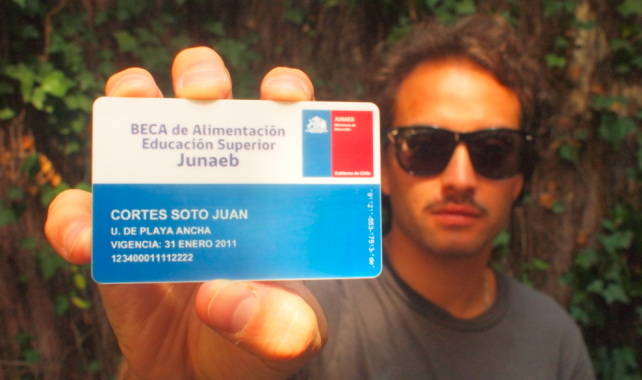 BECA de Alimentación
Educación Superior
Junaeb
JUNAEB
Ministerio de
Educación
Gobierno de Chile
CORTES SOTO JUAN
U. DE PLAYA ANCHA
VIGENCIA: 31 ENERO 2011
123400011112222